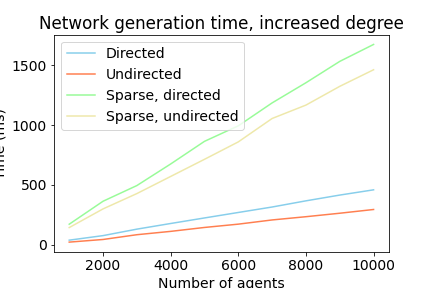 Network generation time, increased degree
Directed
Undirected
Sparse, directed
Sparse, undirected
1500
1000
500
0
2000 4000 6000 8000 10000
Number of agents